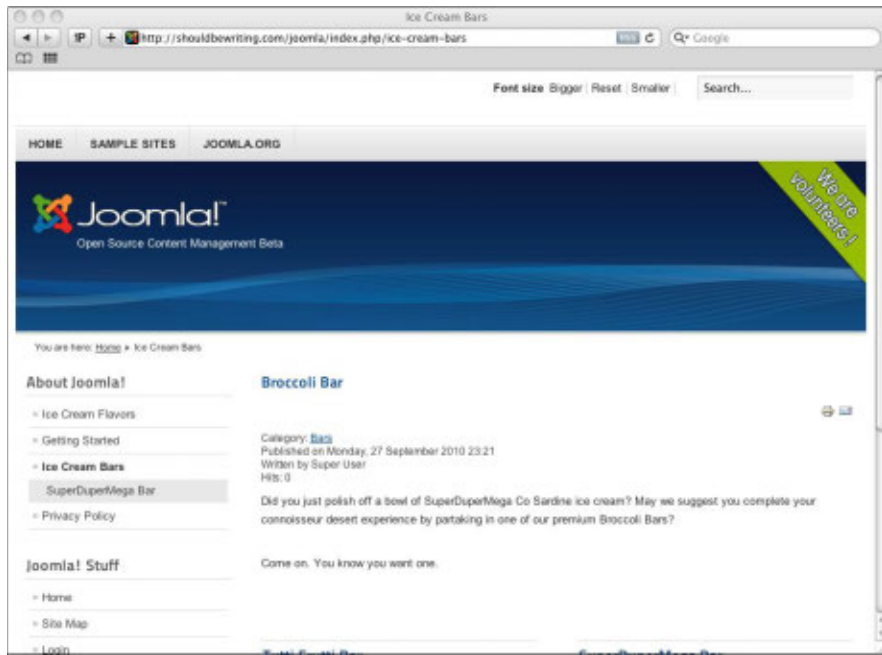 Ice Cream Bars
http://shouldbewriting.com/joomla/index.php/ice-cream-bars
Google
Font size Bigger | Reset | Smaller |
Search...
HOME SAMPLE SITES JOOMLA.ORG
We are
volunteers!
Joomla!™
Open Source Content Management Beta
You are here: Home ▸ Ice Cream Bars
About Joomla!
Ice Cream Flavors
Getting Started
Ice Cream Bars
SuperDuperMega Bar
Privacy Policy
Joomla! Stuff
Home
Site Map
Login
Broccoli Bar
Category: Bars
Published on Monday, 27 September 2010 23:21
Written by Super User
Hits: 0
Did you just polish off a bowl of SuperDuperMega Co Sardine ice cream? May we suggest you complete your
connoisseur desert experience by partaking in one of our premium Broccoli Bars?
Come on. You know you want one.
Tutti Frutti Bar
SuperDuperMega Bar